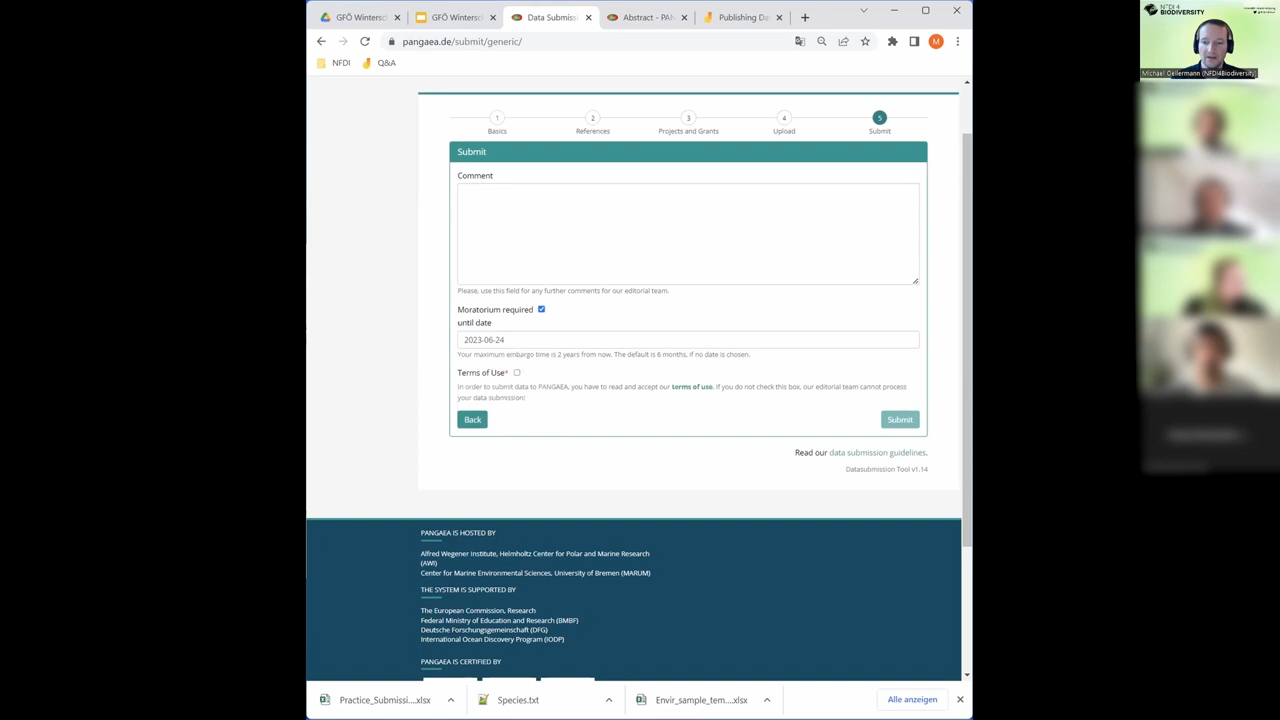 GFÖ Wintersch
GFÖ Wintersch
Data Submissi
Abstract - PAN
Publishing Da
pangaea.de/submit/generic/
M
NFDI
Q&A
1
2
3
4
5
Basics
References
Projects and Grants
Upload
Submit
Submit
Comment
Please, use this field for any further comments for our editorial team.
Moratorium required
until date
2023-06-24
Your maximum embargo time is 2 years from now. The default is 6 months, if no date is chosen.
Terms of Use*
In order to submit data to PANGAEA, you have to read and accept our terms of use. If you do not check this box, our editorial team cannot process
your data submission!
Back
Submit
Read our data submission guidelines.
Datasubmission Tool v1.14
PANGAEA IS HOSTED BY
Alfred Wegener Institute, Helmholtz Center for Polar and Marine Research
(AWI)
Center for Marine Environmental Sciences, University of Bremen (MARUM)
THE SYSTEM IS SUPPORTED BY
The European Commission, Research
Federal Ministry of Education and Research (BMBF)
Deutsche Forschungsgemeinschaft (DFG)
International Ocean Discovery Program (IODP)
PANGAEA IS CERTIFIED BY
Practice_Submissi....xlsx
Species.txt
Envir_sample_tem....xlsx
Alle anzeigen
NFDI 4
BIODIVERSITY
Michael Oellermann (NFDI4Biodiversity)